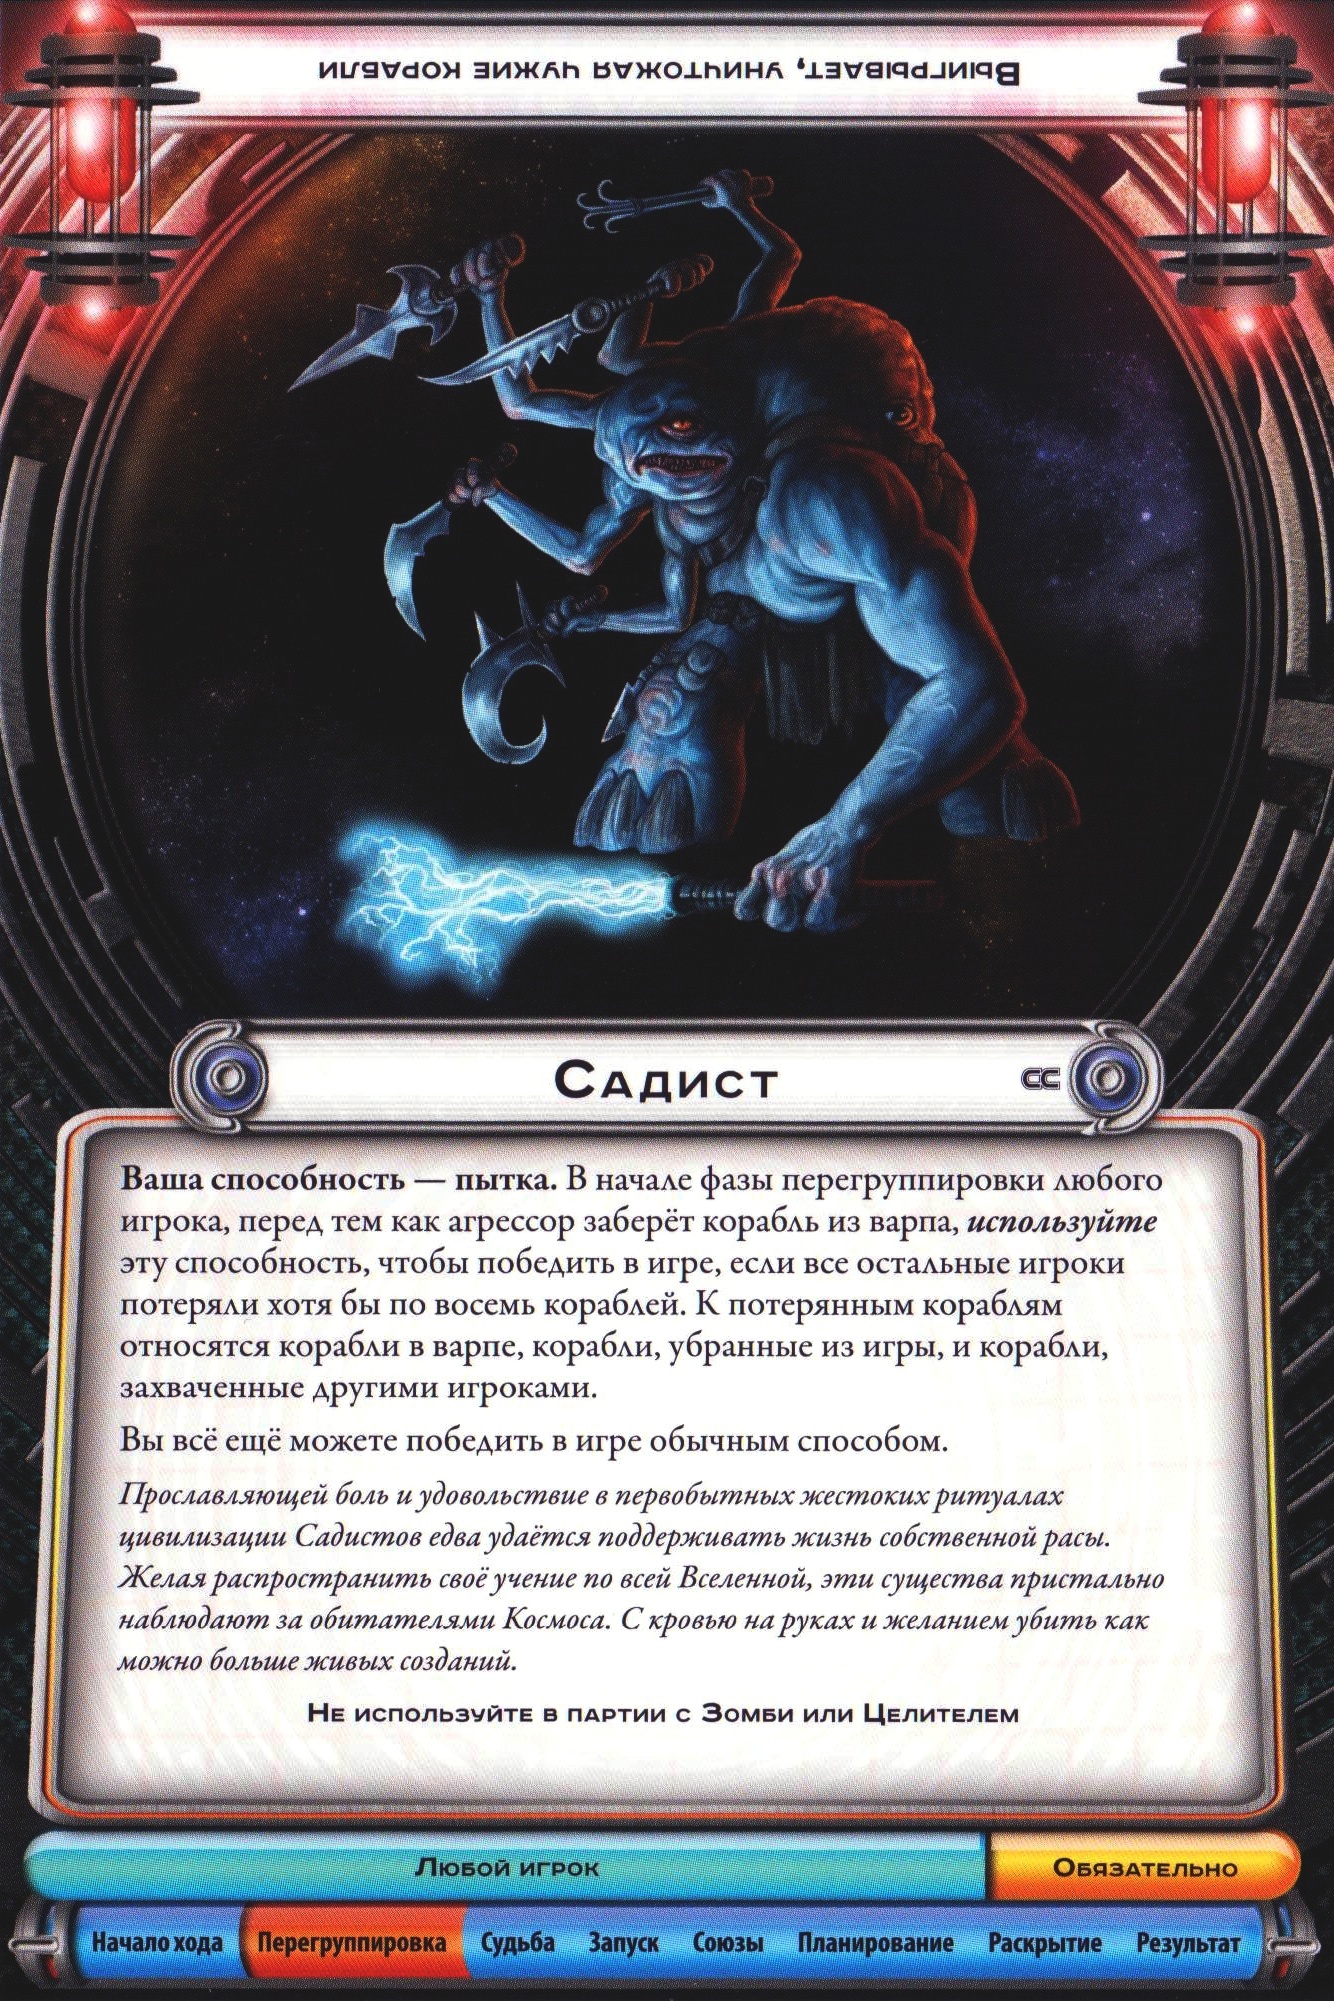 Выигрывает, уничтожая чужие корабли
Садист
CC
Ваша способность — пытка. В начале фазы перегруппировки любого
игрока, перед тем как агрессор заберёт корабль из варпа, используйте
эту способность, чтобы победить в игре, если все остальные игроки
потеряли хотя бы по восемь кораблей. К потерянным кораблям
относятся корабли в варпе, корабли, убранные из игры, и корабли,
захваченные другими игроками.
Вы всё ещё можете победить в игре обычным способом.
Прославляющей боль и удовольствие в первобытных жестоких ритуалах
цивилизации Садистов едва удаётся поддерживать жизнь собственной расы.
Желая распространить своё учение по всей Вселенной, эти существа пристально
наблюдают за обитателями Космоса. С кровью на руках и желанием убить как
можно больше живых созданий.
Не используйте в партии с Зомби или Целителем
Любой игрок Обязательно
Начало хода Перегруппировка Судьба Запуск Союзы Планирование Раскрытие Результат